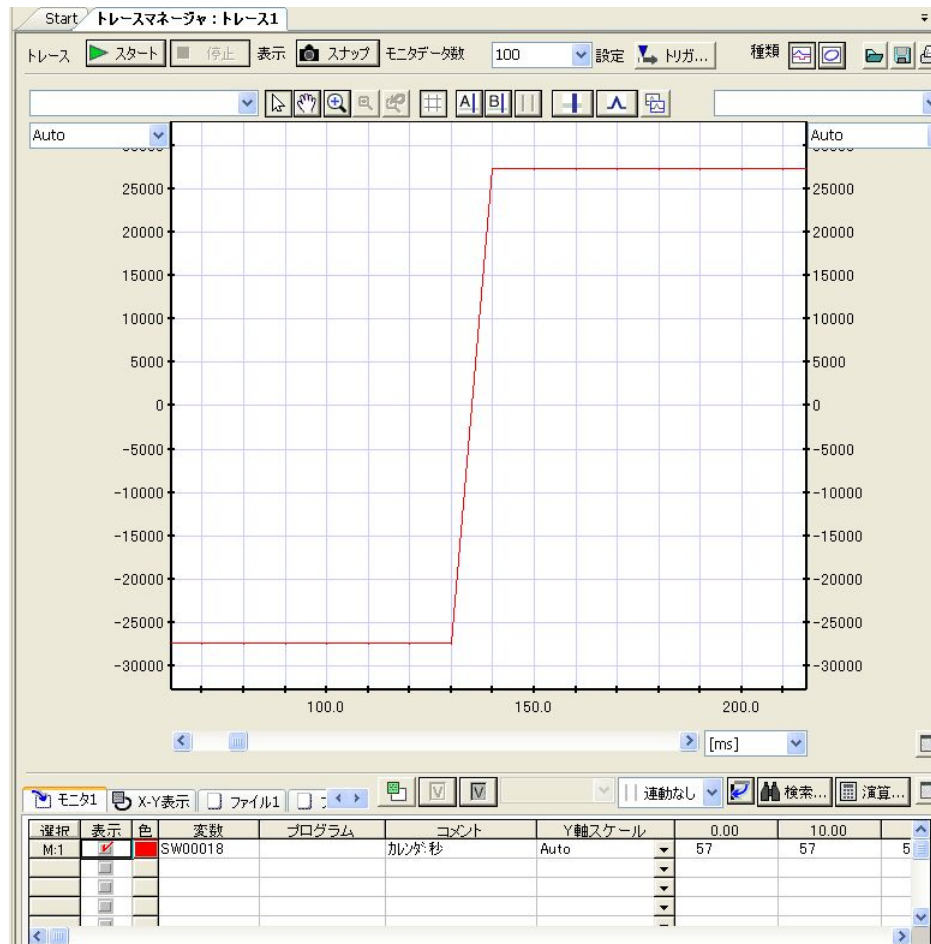 Start トレースマネージャ：トレース1
トレース スタート 停止 表示 スナップ モニタデータ数 100 設定 トリガ... 種類
A B
Auto Auto
25000 25000
20000 20000
15000 15000
10000 10000
5000 5000
0 0
-5000 -5000
-10000 -10000
-15000 -15000
-20000 -20000
-25000 -25000
-30000 -30000
100.0 150.0 200.0
[ms]
モニタ1 X-Y表示 ファイル1 V V 連動なし 検索... 演算...
選択 表示 色 変数 プログラム コメント Y軸スケール 0.00 10.00
M:1 SW00018 カレンダ:秒 Auto 57 57 5